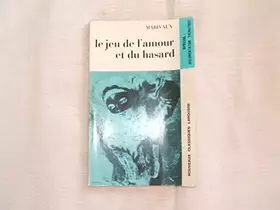 MARIVAUX
le jeu de l'amour
et du hasard
NOUVEAUX CLASSIQUES LAROUSSE